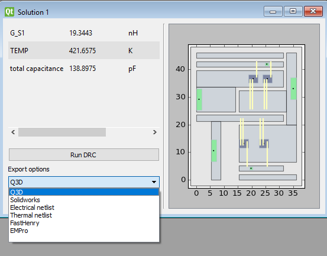 Qt Solution 1
G_S1 19.3443 nH
TEMP 421.6575 K
total capacitance 138.8975 pF
Run DRC
Export options
Q3D
Q3D
Solidworks
Electrical netlist
Thermal netlist
FastHenry
EMPro
40
30
20
10
0
0 5 10 15 20 25 30 35